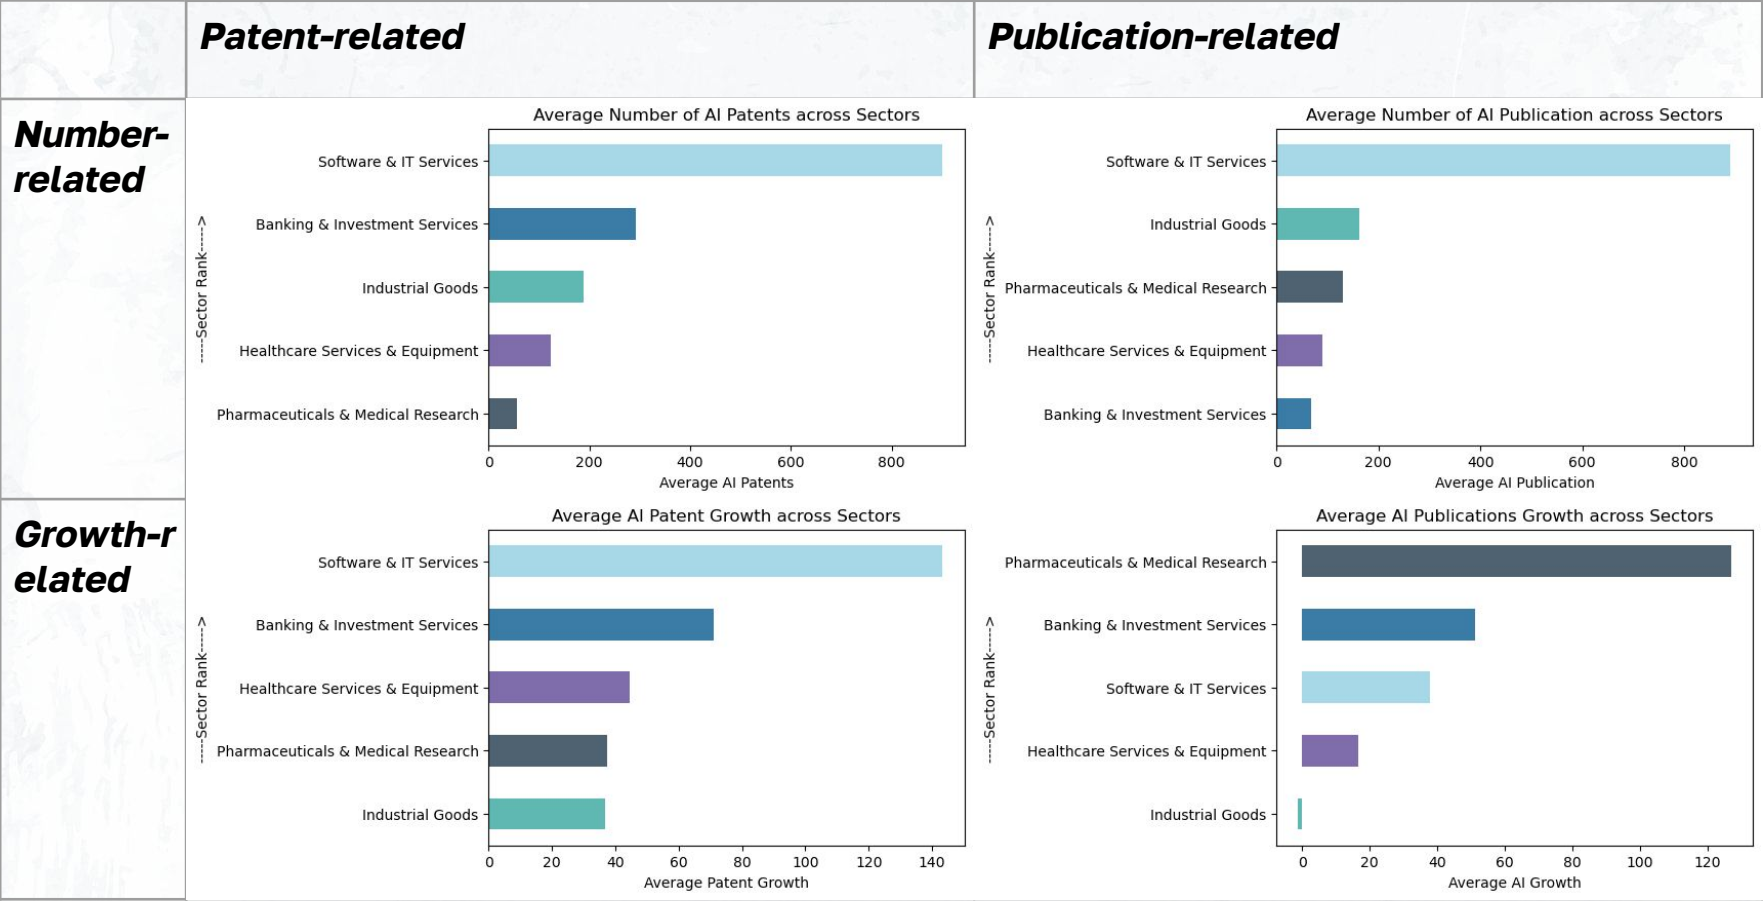 Patent-related
Publication-related
Number-
related
Average Number of AI Patents across Sectors
-----Sector Rank----->
Software & IT Services
Banking & Investment Services
Industrial Goods
Healthcare Services & Equipment
Pharmaceuticals & Medical Research
0 200 400 600 800
Average AI Patents
Average Number of AI Publication across Sectors
-----Sector Rank----->
Software & IT Services
Industrial Goods
Pharmaceuticals & Medical Research
Healthcare Services & Equipment
Banking & Investment Services
0 200 400 600 800
Average AI Publication
Growth-r
elated
Average AI Patent Growth across Sectors
-----Sector Rank----->
Software & IT Services
Banking & Investment Services
Healthcare Services & Equipment
Pharmaceuticals & Medical Research
Industrial Goods
0 20 40 60 80 100 120 140
Average Patent Growth
Average AI Publications Growth across Sectors
-----Sector Rank----->
Pharmaceuticals & Medical Research
Banking & Investment Services
Software & IT Services
Healthcare Services & Equipment
Industrial Goods
0 20 40 60 80 100 120
Average AI Growth